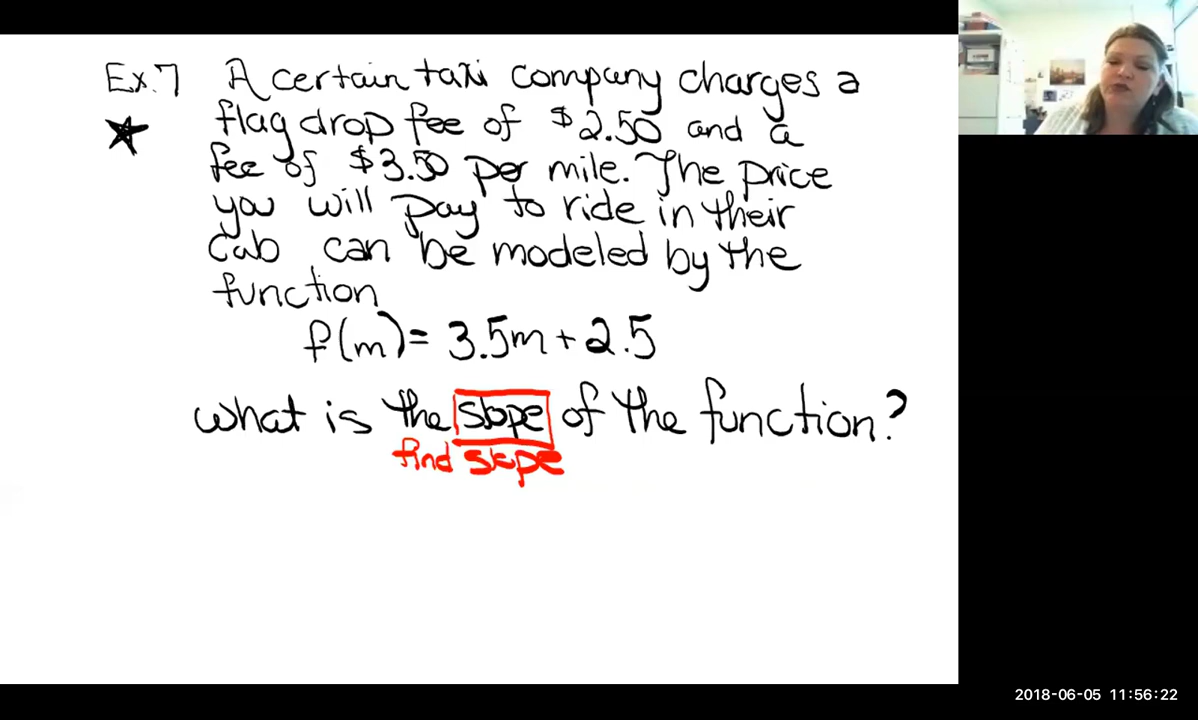 Ex.7 A certain taxi company charges a
flag drop fee of $2.50 and a
fee of $3.50 per mile. The price
you will pay to ride in their
cab can be modeled by the
function
f(m) = 3.5m + 2.5
what is the slope of the function?
find slope
2018-06-05 11:56:22